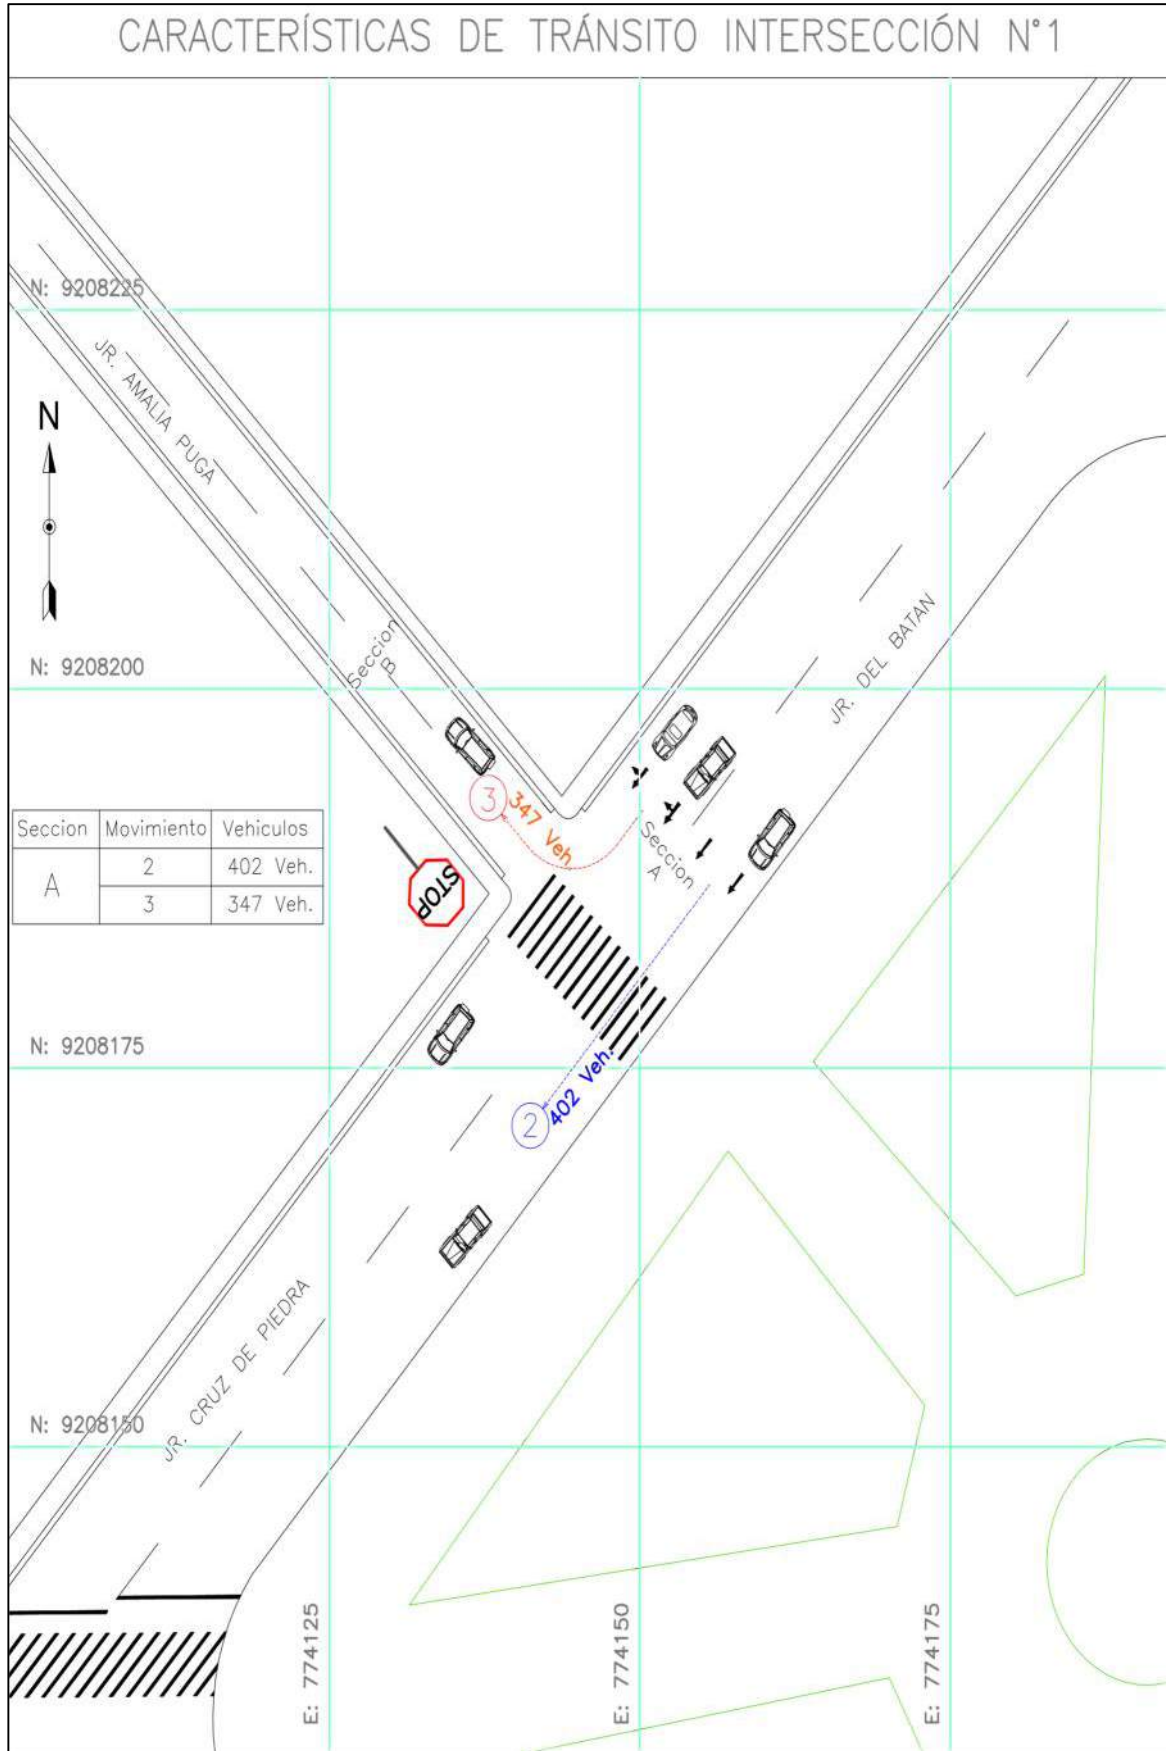 CARACTERÍSTICAS DE TRÁNSITO INTERSECCIÓN N°1
N: 9208225
JR. AMALIA PUGA
N
Seccion
B
N: 9208200
JR. DEL BATAN
3
347 Veh.
Seccion
A
Seccion Movimiento Vehiculos
A 2 402 Veh.
3 347 Veh.
STOP
N: 9208175
402 Veh.
2
JR. CRUZ DE PIEDRA
N: 9208150
E: 774125
E: 774150
E: 774175